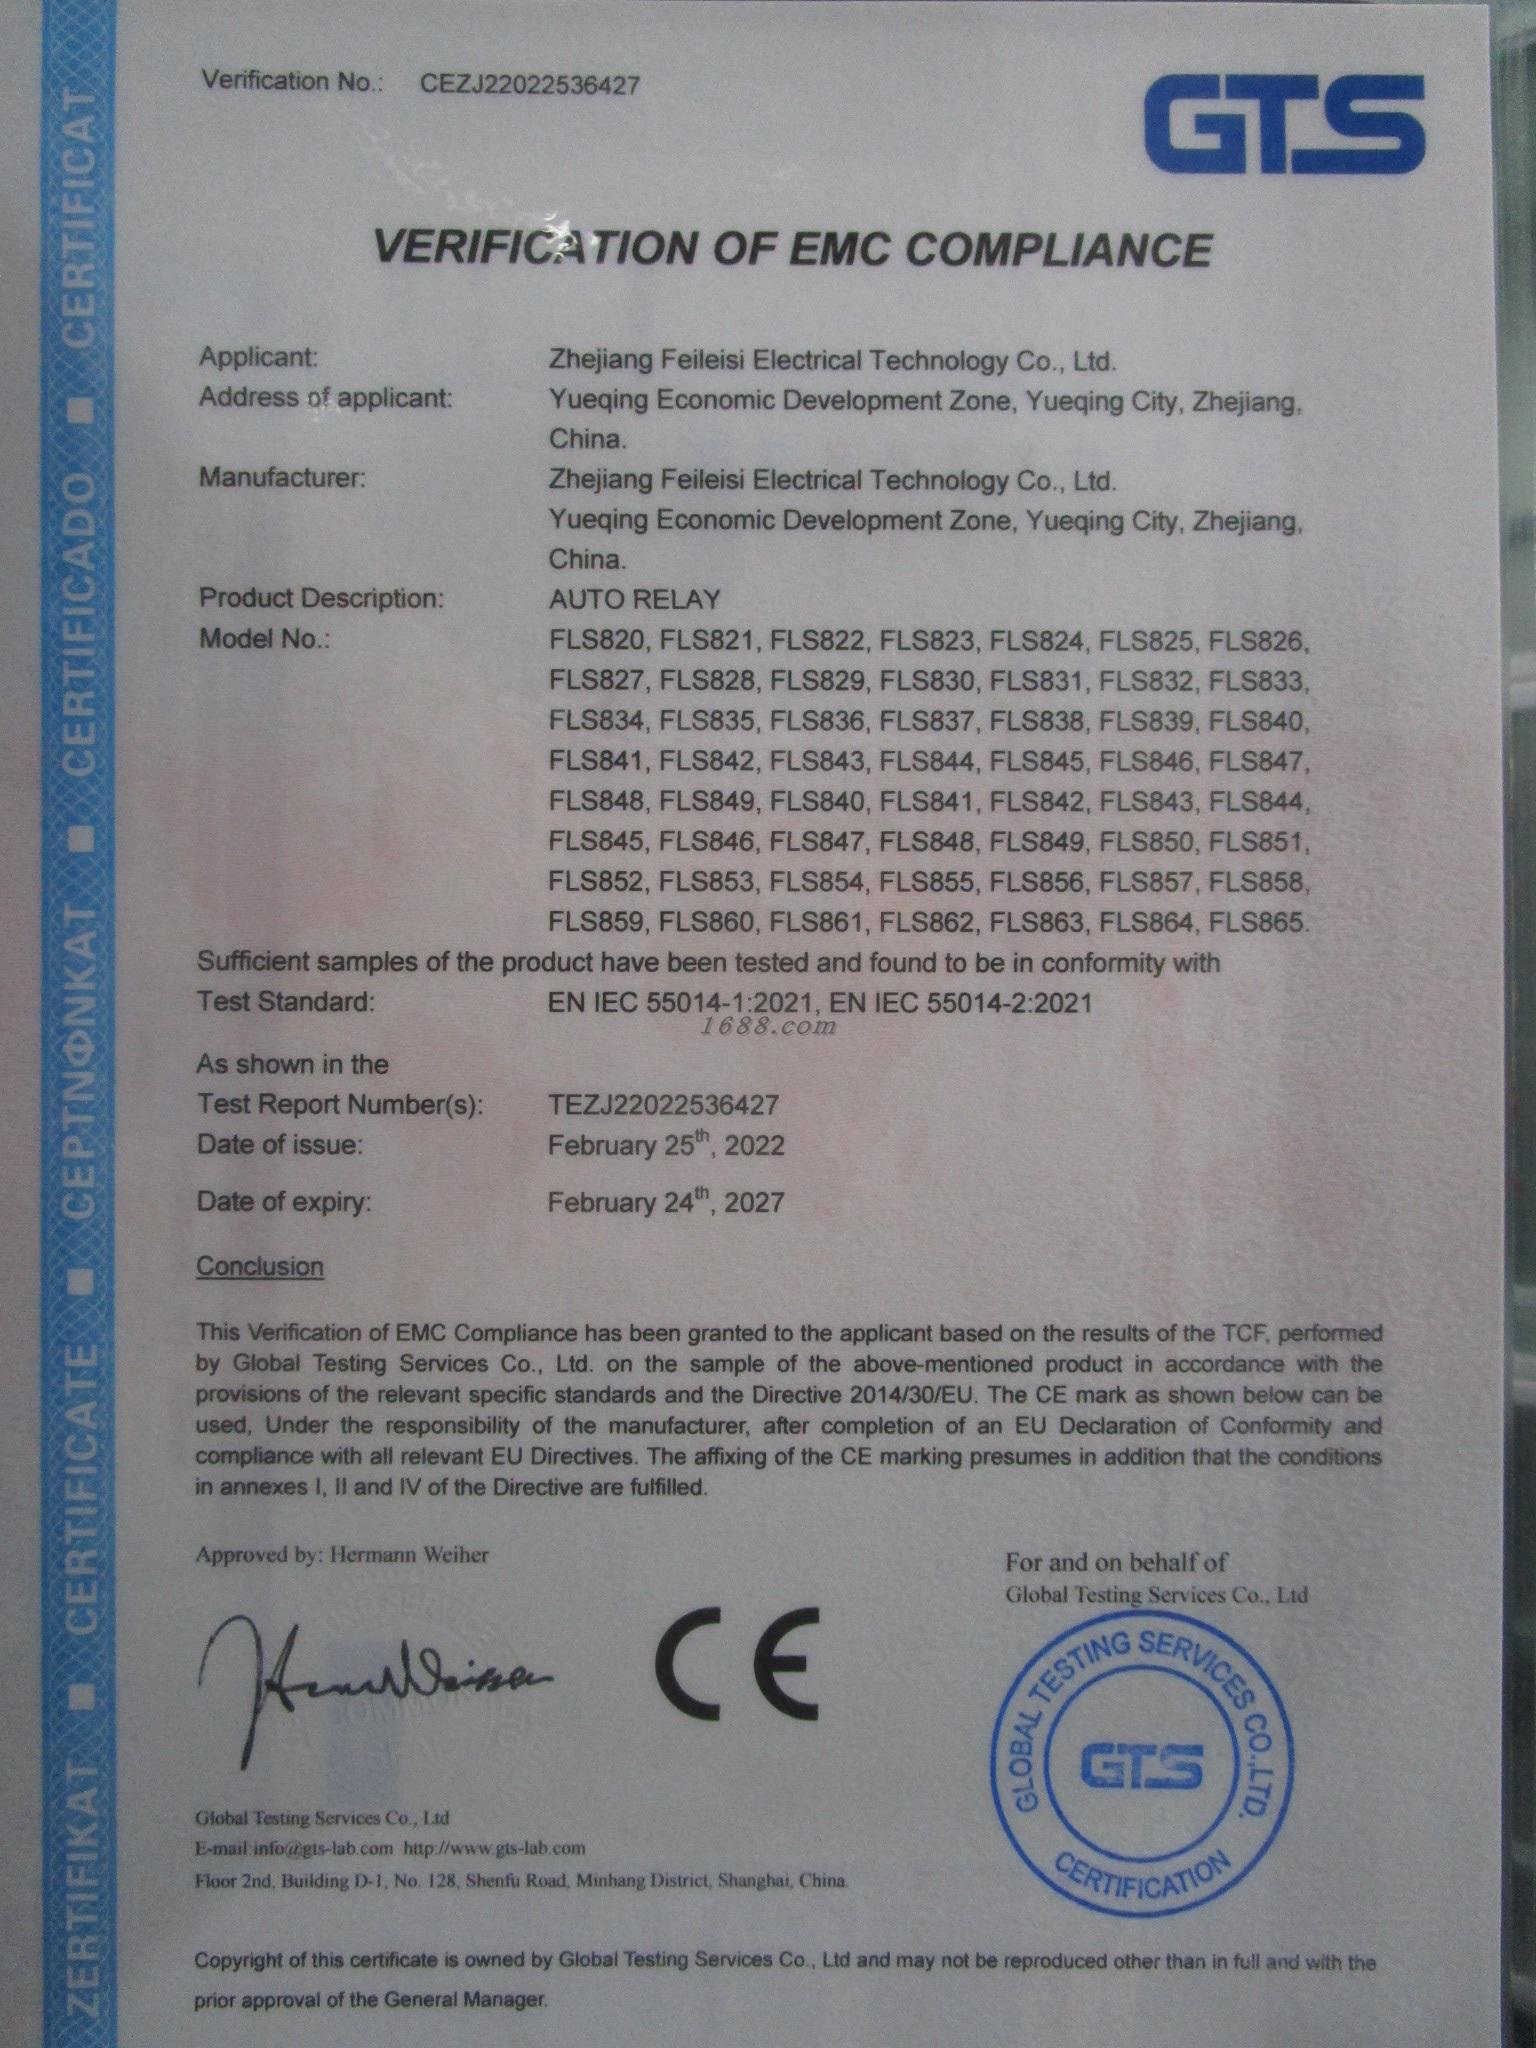 Verification No.: CEZJ22022536427
GTS
VERIFICATION OF EMC COMPLIANCE
Applicant: Zhejiang Feileisi Electrical Technology Co., Ltd.
Address of applicant: Yueqing Economic Development Zone, Yueqing City, Zhejiang,
China.
Manufacturer: Zhejiang Feileisi Electrical Technology Co., Ltd.
Yueqing Economic Development Zone, Yueqing City, Zhejiang,
China.
Product Description: AUTO RELAY
Model No.: FLS820, FLS821, FLS822, FLS823, FLS824, FLS825, FLS826,
FLS827, FLS828, FLS829, FLS830, FLS831, FLS832, FLS833,
FLS834, FLS835, FLS836, FLS837, FLS838, FLS839, FLS840,
FLS841, FLS842, FLS843, FLS844, FLS845, FLS846, FLS847,
FLS848, FLS849, FLS840, FLS841, FLS842, FLS843, FLS844,
FLS845, FLS846, FLS847, FLS848, FLS849, FLS850, FLS851,
FLS852, FLS853, FLS854, FLS855, FLS856, FLS857, FLS858,
FLS859, FLS860, FLS861, FLS862, FLS863, FLS864, FLS865.
Sufficient samples of the product have been tested and found to be in conformity with
Test Standard: EN IEC 55014-1:2021, EN IEC 55014-2:2021
1688.com
As shown in the
Test Report Number(s): TEZJ22022536427
Date of issue: February 25th, 2022
Date of expiry: February 24th, 2027
Conclusion
This Verification of EMC Compliance has been granted to the applicant based on the results of the TCF, performed
by Global Testing Services Co., Ltd. on the sample of the above-mentioned product in accordance with the
provisions of the relevant specific standards and the Directive 2014/30/EU. The CE mark as shown below can be
used, Under the responsibility of the manufacturer, after completion of an EU Declaration of Conformity and
compliance with all relevant EU Directives. The affixing of the CE marking presumes in addition that the conditions
in annexes I, II and IV of the Directive are fulfilled.
Approved by: Hermann Weiher
For and on behalf of
Global Testing Services Co., Ltd
CE
GLOBAL TESTING SERVICES CO.,LTD.
GTS
CERTIFICATION
Global Testing Services Co., Ltd
E-mail:info@gts-lab.com http://www.gts-lab.com
Floor 2nd, Building D-1, No. 128, Shenfu Road, Minhang District, Shanghai, China.
Copyright of this certificate is owned by Global Testing Services Co., Ltd and may not be reproduced other than in full and with the
prior approval of the General Manager.
ZERTIFIKAT ■ CERTIFICATE ■ CEPTNФNKAT ■ CERTIFICADO ■ CERTIFICAT